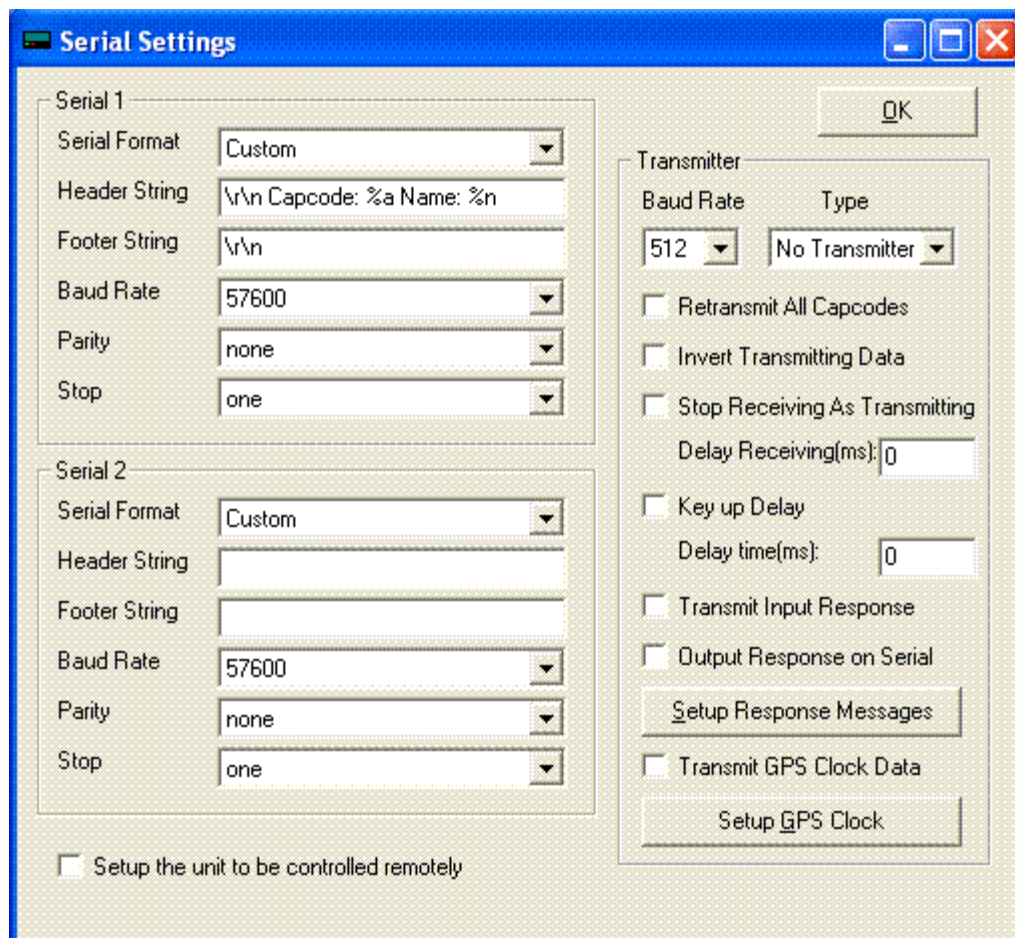 Serial Settings
Serial 1
Serial Format
Custom
Header String
\r\n Capcode: %a Name: %n
Footer String
\r\n
Baud Rate
57600
Parity
none
Stop
one
Serial 2
Serial Format
Custom
Header String
Footer String
Baud Rate
57600
Parity
none
Stop
one
Setup the unit to be controlled remotely
OK
Transmitter
Baud Rate Type
512 No Transmitter
Retransmit All Capcodes
Invert Transmitting Data
Stop Receiving As Transmitting
Delay Receiving(ms): 0
Key up Delay
Delay time(ms): 0
Transmit Input Response
Output Response on Serial
Setup Response Messages
Transmit GPS Clock Data
Setup GPS Clock